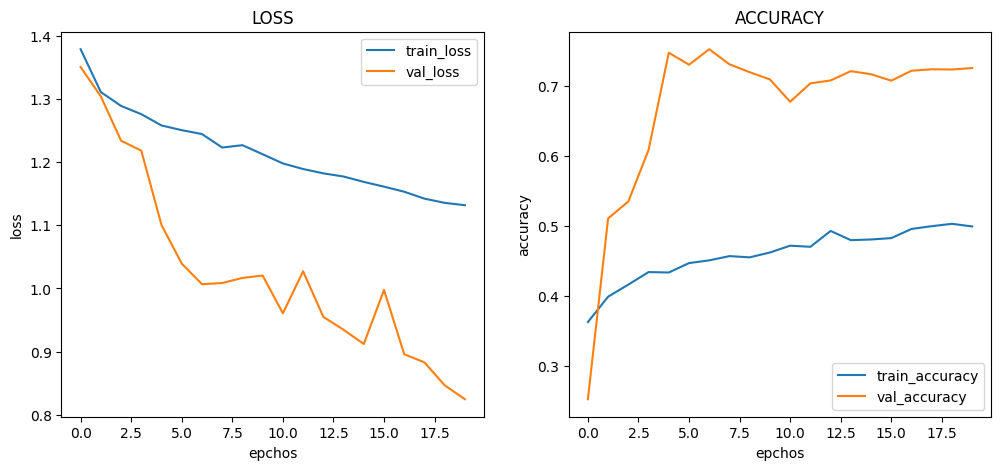 LOSS
1.4
1.3
1.2
1.1
1.0
0.9
0.8
loss
train_loss
val_loss
0.0 2.5 5.0 7.5 10.0 12.5 15.0 17.5
epchos
ACCURACY
0.7
0.6
0.5
0.4
0.3
accuracy
train_accuracy
val_accuracy
0.0 2.5 5.0 7.5 10.0 12.5 15.0 17.5
epchos